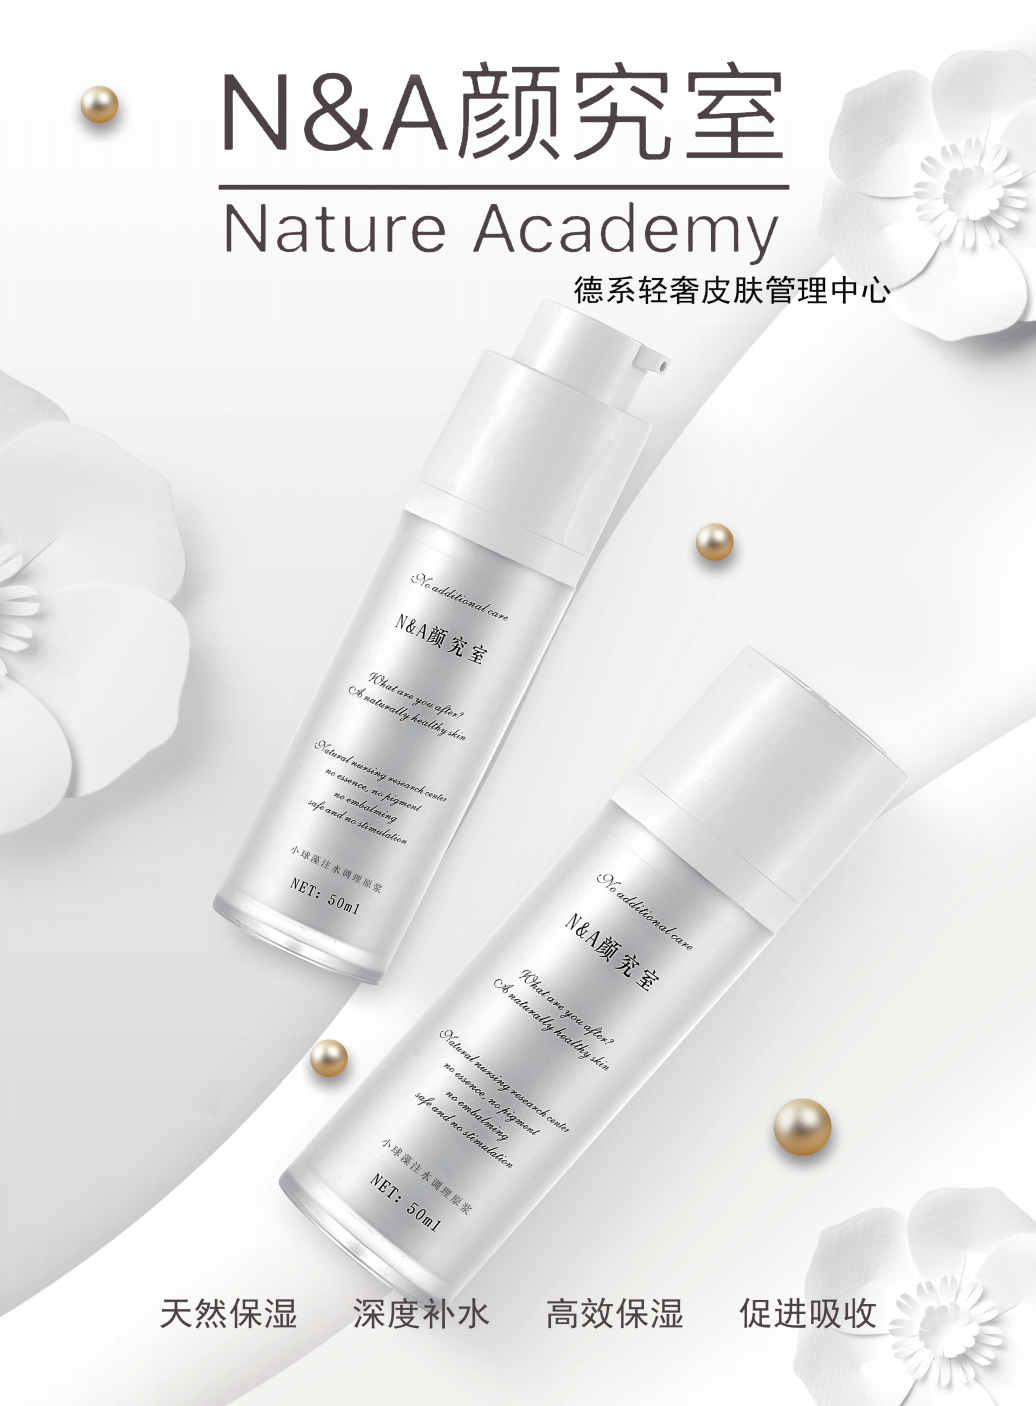 N&A颜究室
Nature Academy
德系轻奢皮肤管理中心
No additional care
N&A颜究室
What are you after?
A naturally healthy skin
Natural nursing research center
no essence, no pigment
no embalming
safe and no stimulation
小球藻注水调理原浆
NET: 50ml
No additional care
N&A颜究室
What are you after?
A naturally healthy skin
Natural nursing research center
no essence, no pigment
no embalming
safe and no stimulation
小球藻注水调理原浆
NET: 50ml
天然保湿 深度补水 高效保湿 促进吸收